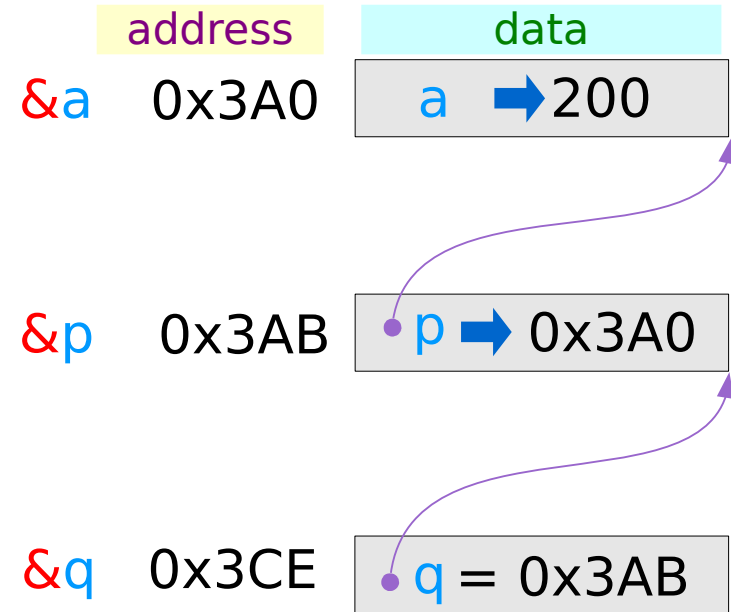 address data
&a 0x3A0 a 200
&p 0x3AB p 0x3A0
&q 0x3CE q = 0x3AB